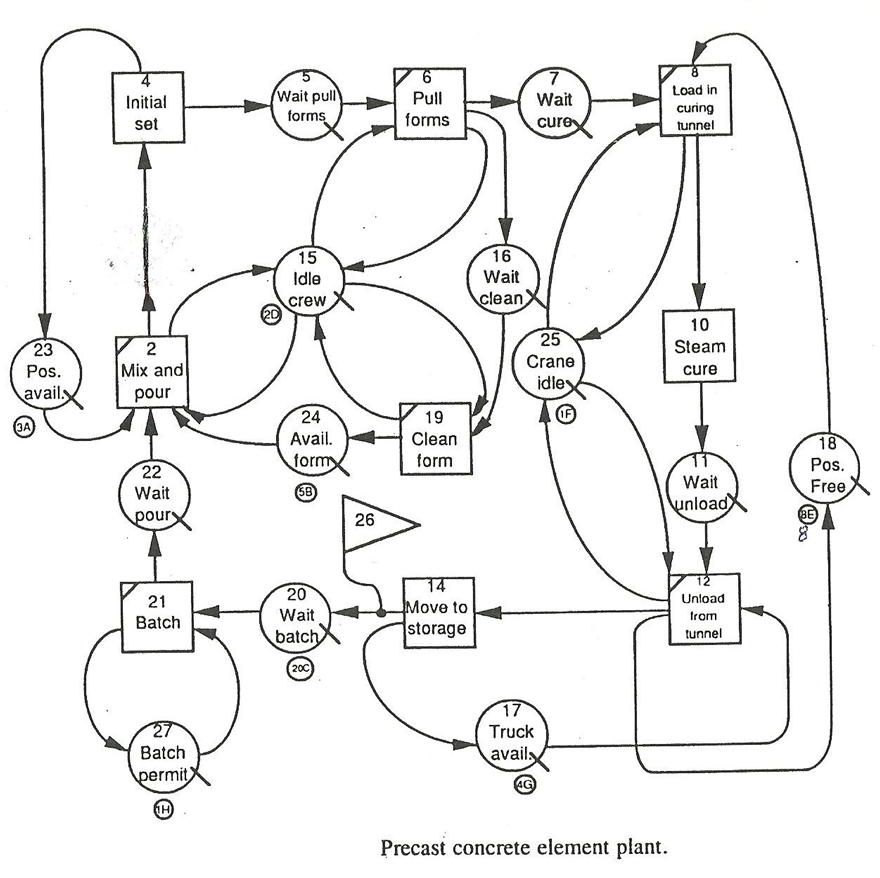 4
Initial
set
5
Wait pull
forms
6
Pull
forms
7
Wait
cure
8
Load in
curing
tunnel
15
Idle
crew
2D
16
Wait
clean
23
Pos.
avail.
3A
2
Mix and
pour
25
Crane
idle
1F
10
Steam
cure
24
Avail.
form
5B
19
Clean
form
22
Wait
pour
11
Wait
unload
18
Pos.
Free
8E
8
26
21
Batch
20
Wait
batch
20C
14
Move to
storage
12
Unload
from
tunnel
27
Batch
permit
1H
17
Truck
avail.
4G
Precast concrete element plant.